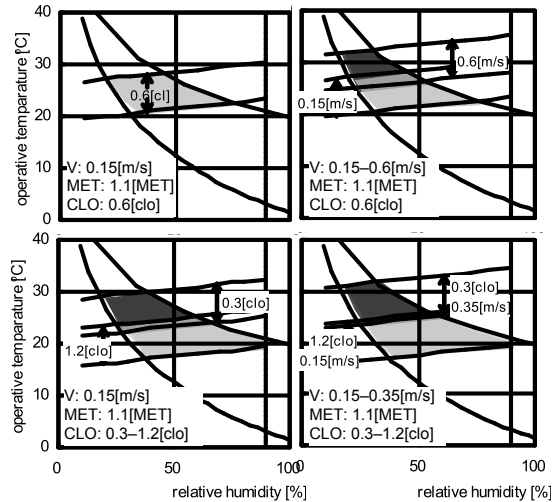 40
30
20
10
0
operative temparature [°C]
0.6[cl]
V: 0.15[m/s]
MET: 1.1[MET]
CLO: 0.6[clo]
0.6[m/s]
0.15[m/s]
V: 0.15–0.6[m/s]
MET: 1.1[MET]
CLO: 0.6[clo]
40
30
20
10
0
operative temparature [°C]
0.3[clo]
1.2[clo]
V: 0.15[m/s]
MET: 1.1[MET]
CLO: 0.3–1.2[clo]
0 50 100
relative humidity [%]
0.3[clo]
0.35[m/s]
1.2[clo]
0.15[m/s]
V: 0.15–0.35[m/s]
MET: 1.1[MET]
CLO: 0.3–1.2[clo]
0 50 100
relative humidity [%]